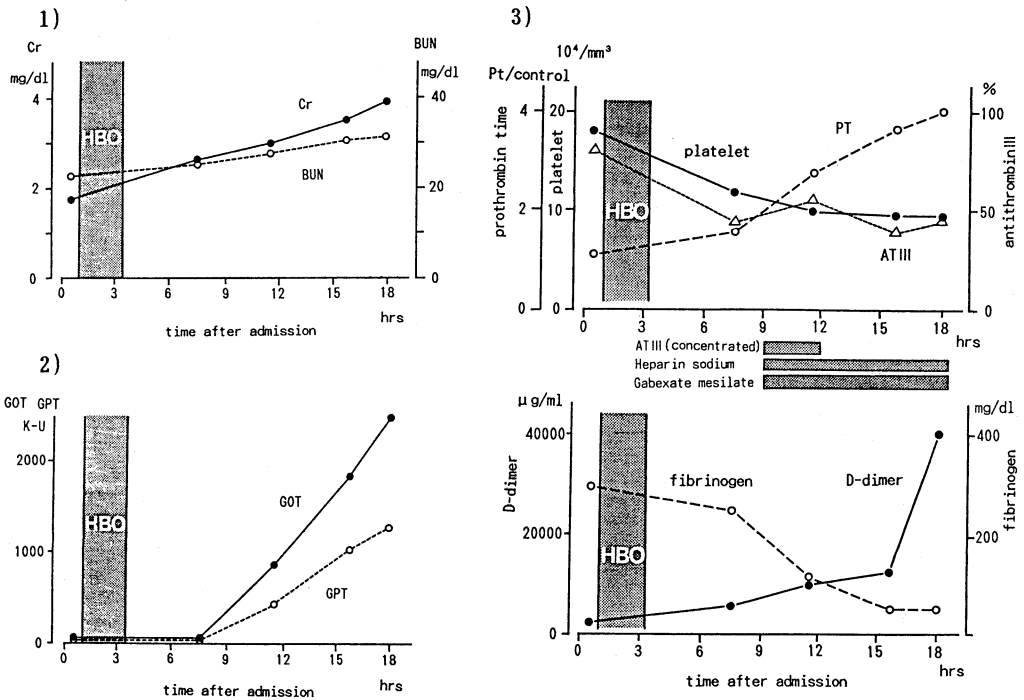 1)
Cr
mg/dl
BUN
mg/dl
4
2
0
40
20
0
HBO
Cr
BUN
0 3 6 9 12 15 18
hrs
time after admission
2)
GOT GPT
K-U
2000
1000
0
HBO
GOT
GPT
0 3 6 9 12 15 18
hrs
time after admission
3)
10⁴/mm³
Pt/control
%
prothrombin time
4
2
0
platelet
20
10
0
HBO
platelet
PT
ATIII
100
50
0
antithrombinIII
0 3 6 9 12 15 18
hrs
ATIII(concentrated)
Heparin sodium
Gabexate mesilate
μg/ml
mg/dl
D-dimer
40000
20000
0
HBO
fibrinogen
D-dimer
400
200
fibrinogen
0 3 6 9 12 15 18
hrs
time after admission